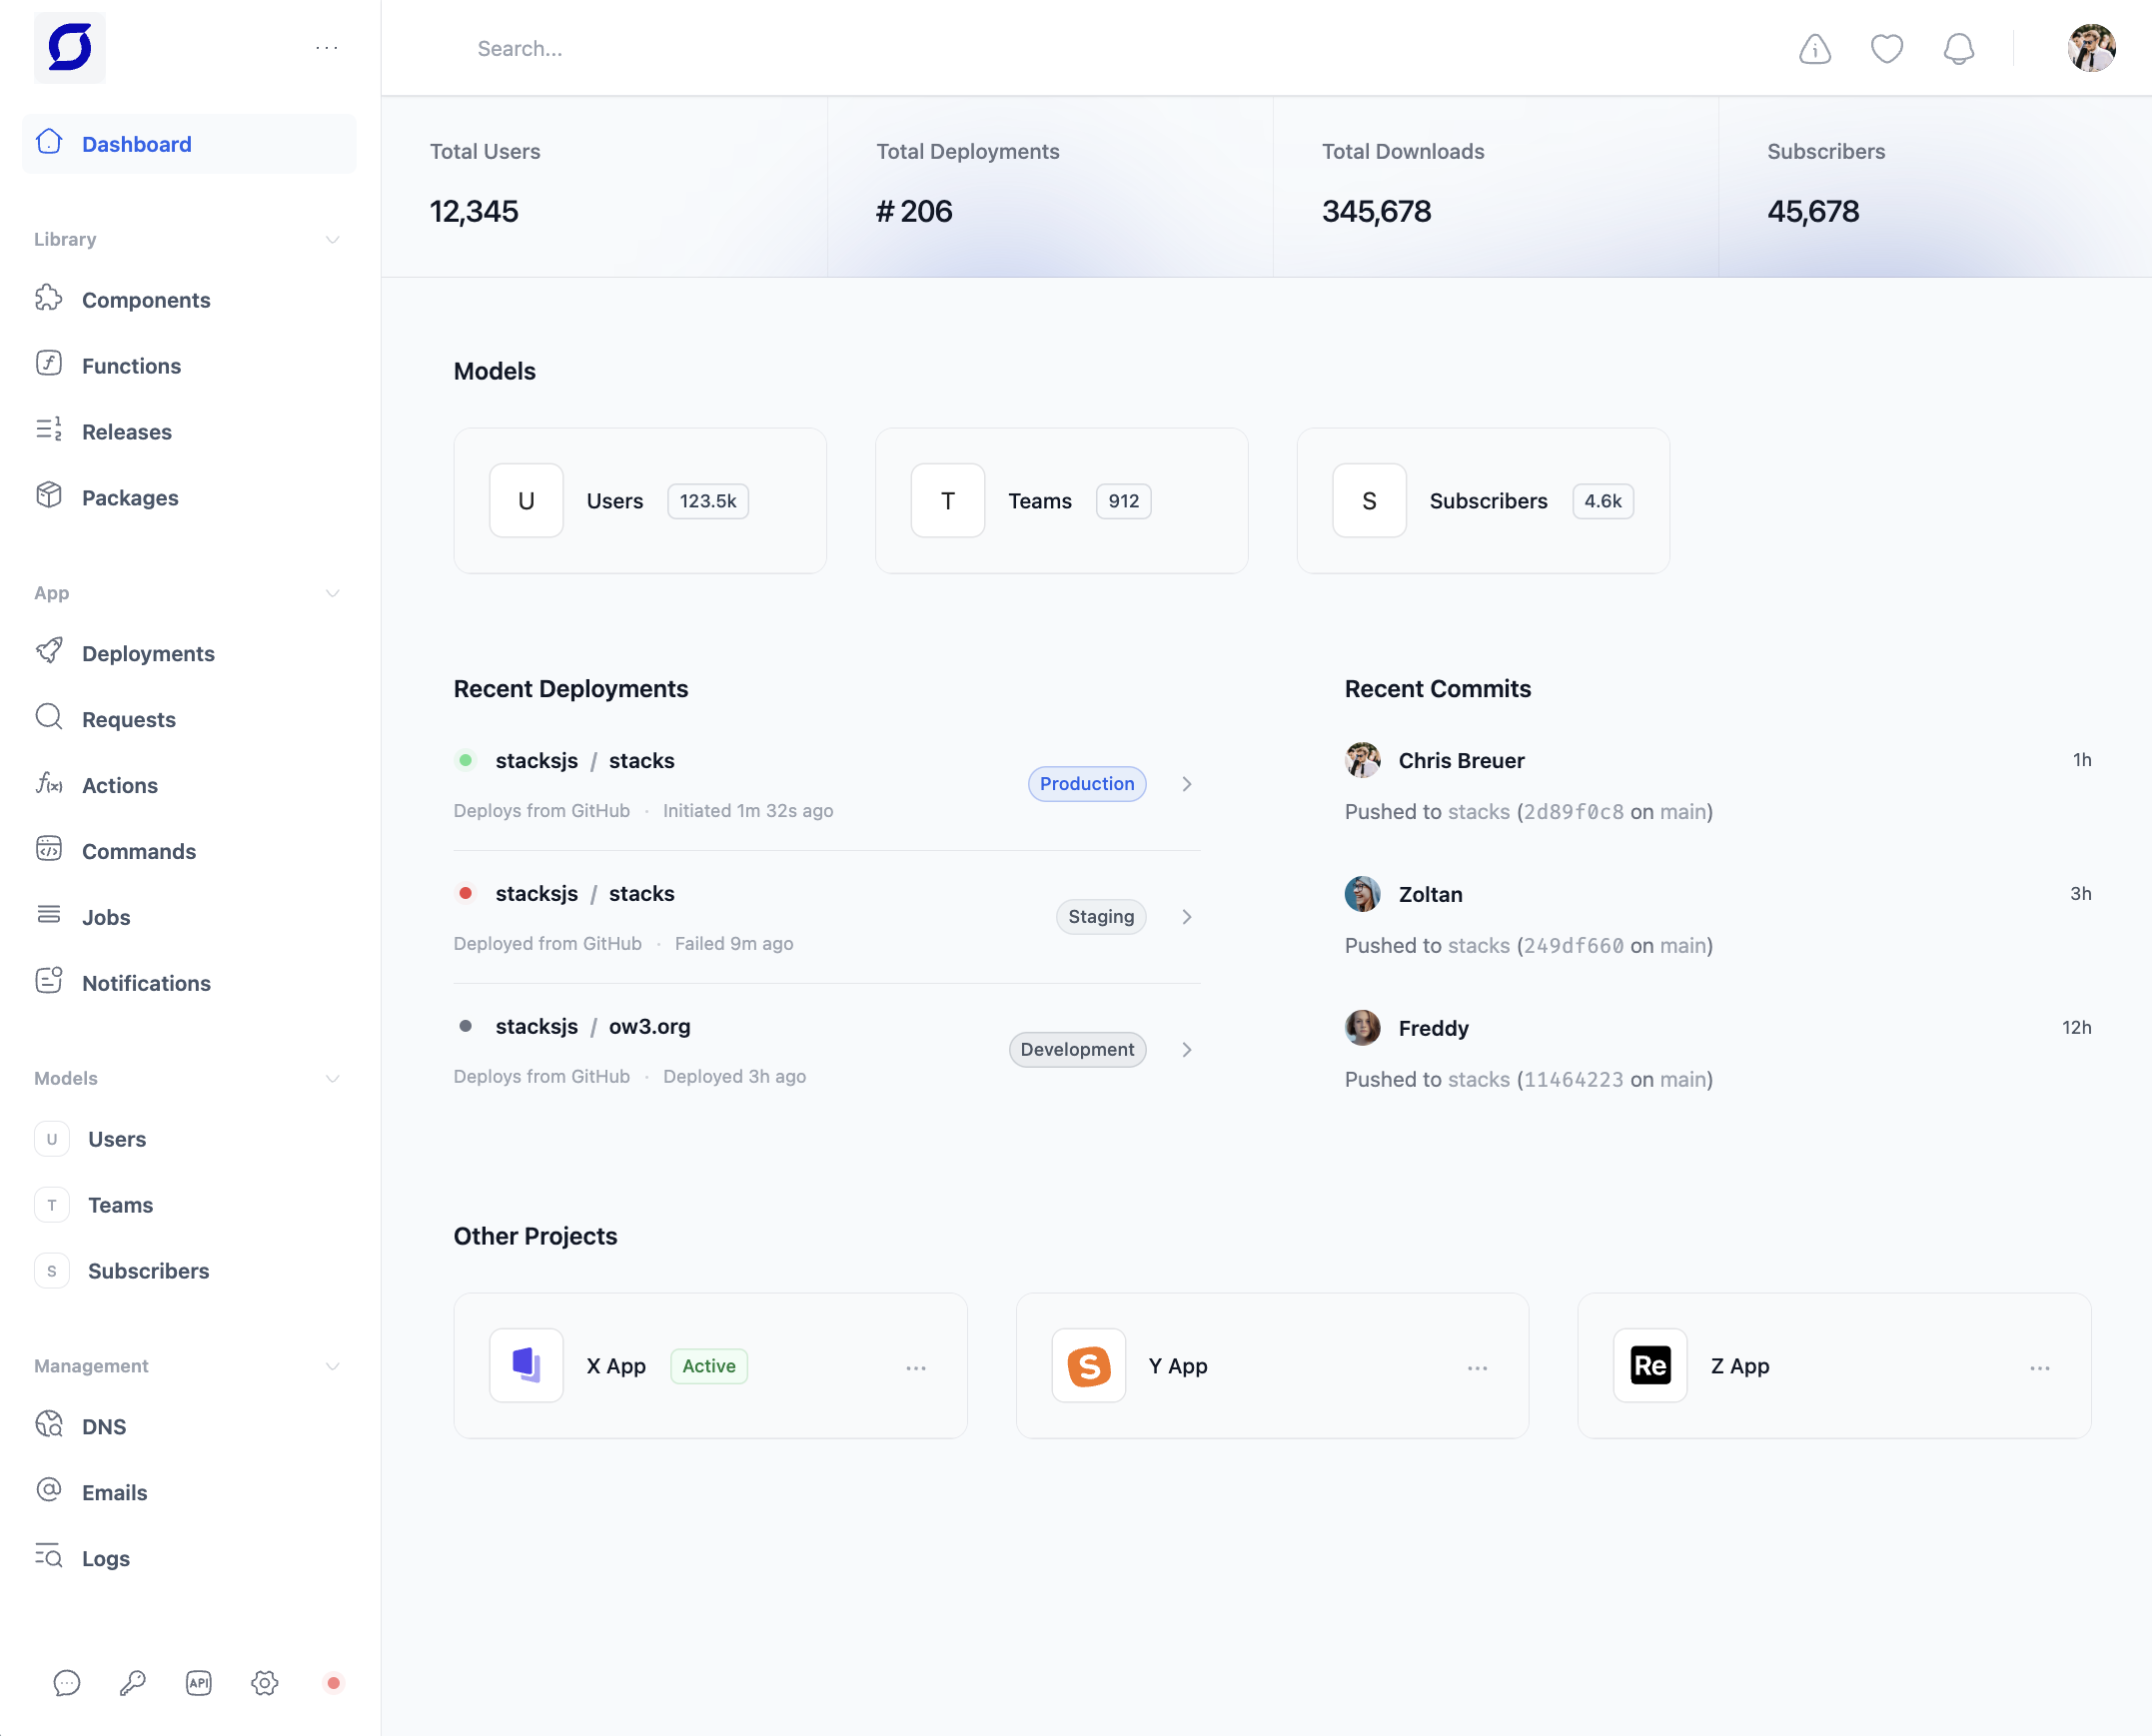 ...
Dashboard
Library
Components
Functions
Releases
Packages
App
Deployments
Requests
Actions
Commands
Jobs
Notifications
Models
U Users
T Teams
S Subscribers
Management
DNS
Emails
Logs
API
Search...
Total Users
12,345
Total Deployments
# 206
Total Downloads
345,678
Subscribers
45,678
Models
U Users 123.5k
T Teams 912
S Subscribers 4.6k
Recent Deployments
stacksjs / stacks
Production
Deploys from GitHub · Initiated 1m 32s ago
stacksjs / stacks
Staging
Deployed from GitHub · Failed 9m ago
stacksjs / ow3.org
Development
Deploys from GitHub · Deployed 3h ago
Recent Commits
Chris Breuer 1h
Pushed to stacks (2d89f0c8 on main)
Zoltan 3h
Pushed to stacks (249df660 on main)
Freddy 12h
Pushed to stacks (11464223 on main)
Other Projects
X App Active ...
S Y App ...
Re Z App ...